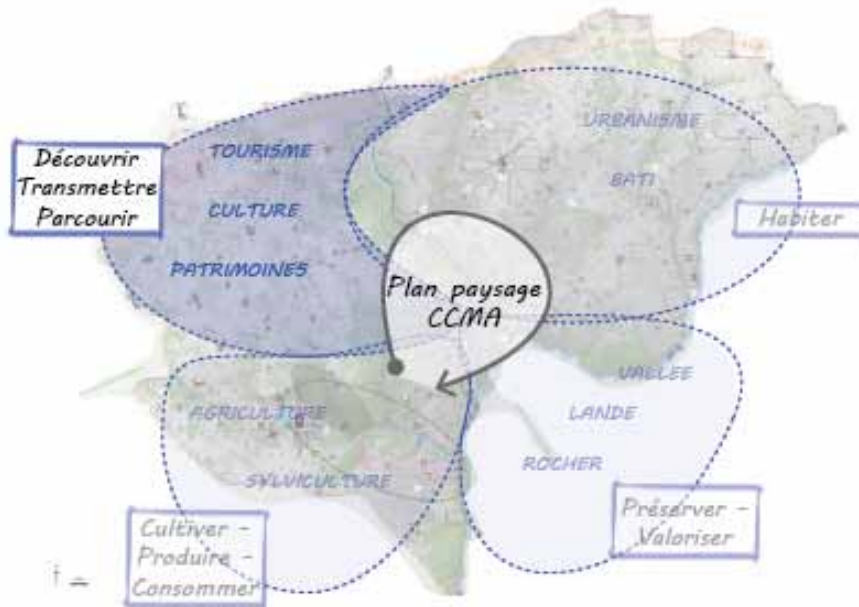 Découvrir
Transmettre
Parcourir
TOURISME
CULTURE
PATRIMOINES
URBANISME
BATI
Habiter
Plan paysage
CCMA
AGRICULTURE
SYLVICULTURE
Cultiver -
Produire -
Consommer
VALLEE
LANDE
ROCHER
Préserver -
Valoriser